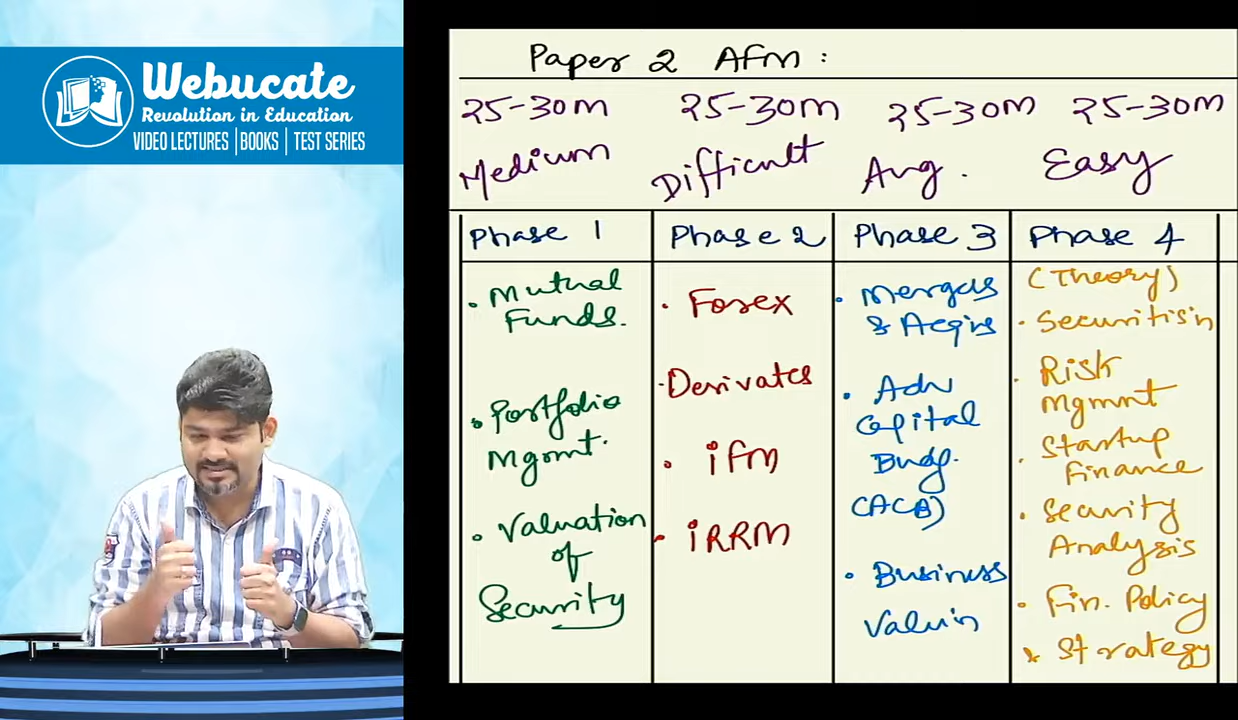 Webucate
Revolution in Education
VIDEO LECTURES | BOOKS | TEST SERIES
Paper 2 AFM :
25-30M 25-30M 25-30M 25-30M
Medium Difficult Avg. Easy
Phase 1 Phase 2 Phase 3 Phase 4
• Mutual
Funds.
• Portfolio
Mgmt.
• Valuation
of
Security
• Forex
• Derivates
• iFM
• iRRM
• Mergers
& Acqins
• Adv
Capital
Budg.
(ACB)
• Business
Valuin
(Theory)
• Securitis'n
• Risk
Mgmnt
• Startup
Finance
• Security
Analysis
• Fin. Policy
• Strategy